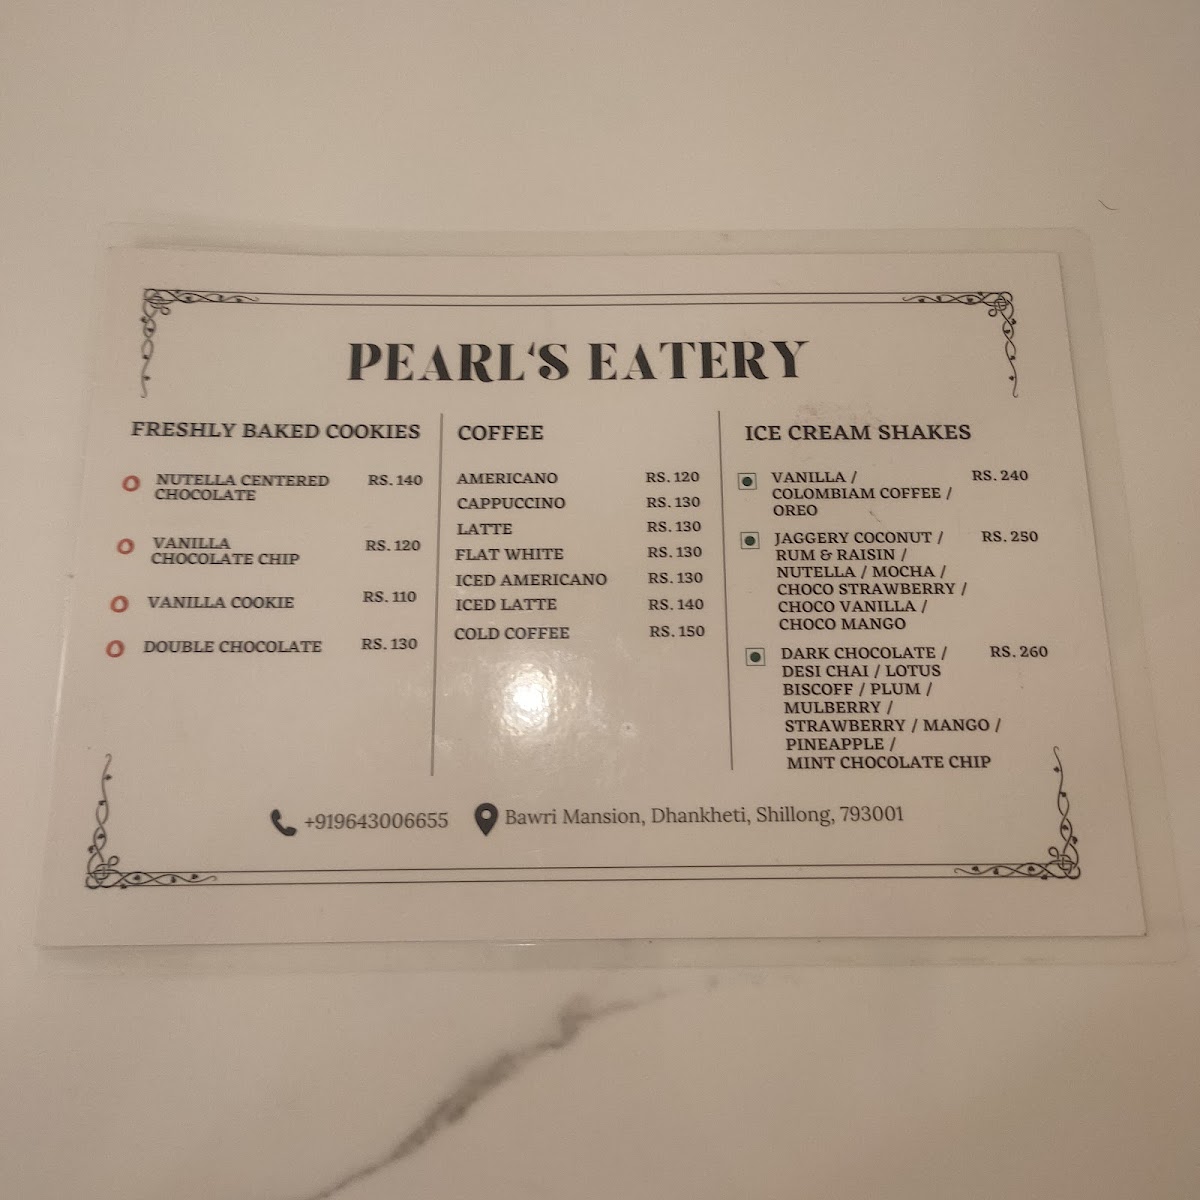 PEARL'S EATERY
FRESHLY BAKED COOKIES
NUTELLA CENTERED RS. 140
CHOCOLATE
VANILLA RS. 120
CHOCOLATE CHIP
VANILLA COOKIE RS. 110
DOUBLE CHOCOLATE RS. 130
COFFEE
AMERICANO RS. 120
CAPPUCCINO RS. 130
LATTE RS. 130
FLAT WHITE RS. 130
ICED AMERICANO RS. 130
ICED LATTE RS. 140
COLD COFFEE RS. 150
ICE CREAM SHAKES
VANILLA / RS. 240
COLOMBIAM COFFEE /
OREO
JAGGERY COCONUT / RS. 250
RUM & RAISIN /
NUTELLA / MOCHA /
CHOCO STRAWBERRY /
CHOCO VANILLA /
CHOCO MANGO
DARK CHOCOLATE / RS. 260
DESI CHAI / LOTUS
BISCOFF / PLUM /
MULBERRY /
STRAWBERRY / MANGO /
PINEAPPLE /
MINT CHOCOLATE CHIP
+919643006655 Bawri Mansion, Dhankheti, Shillong, 793001